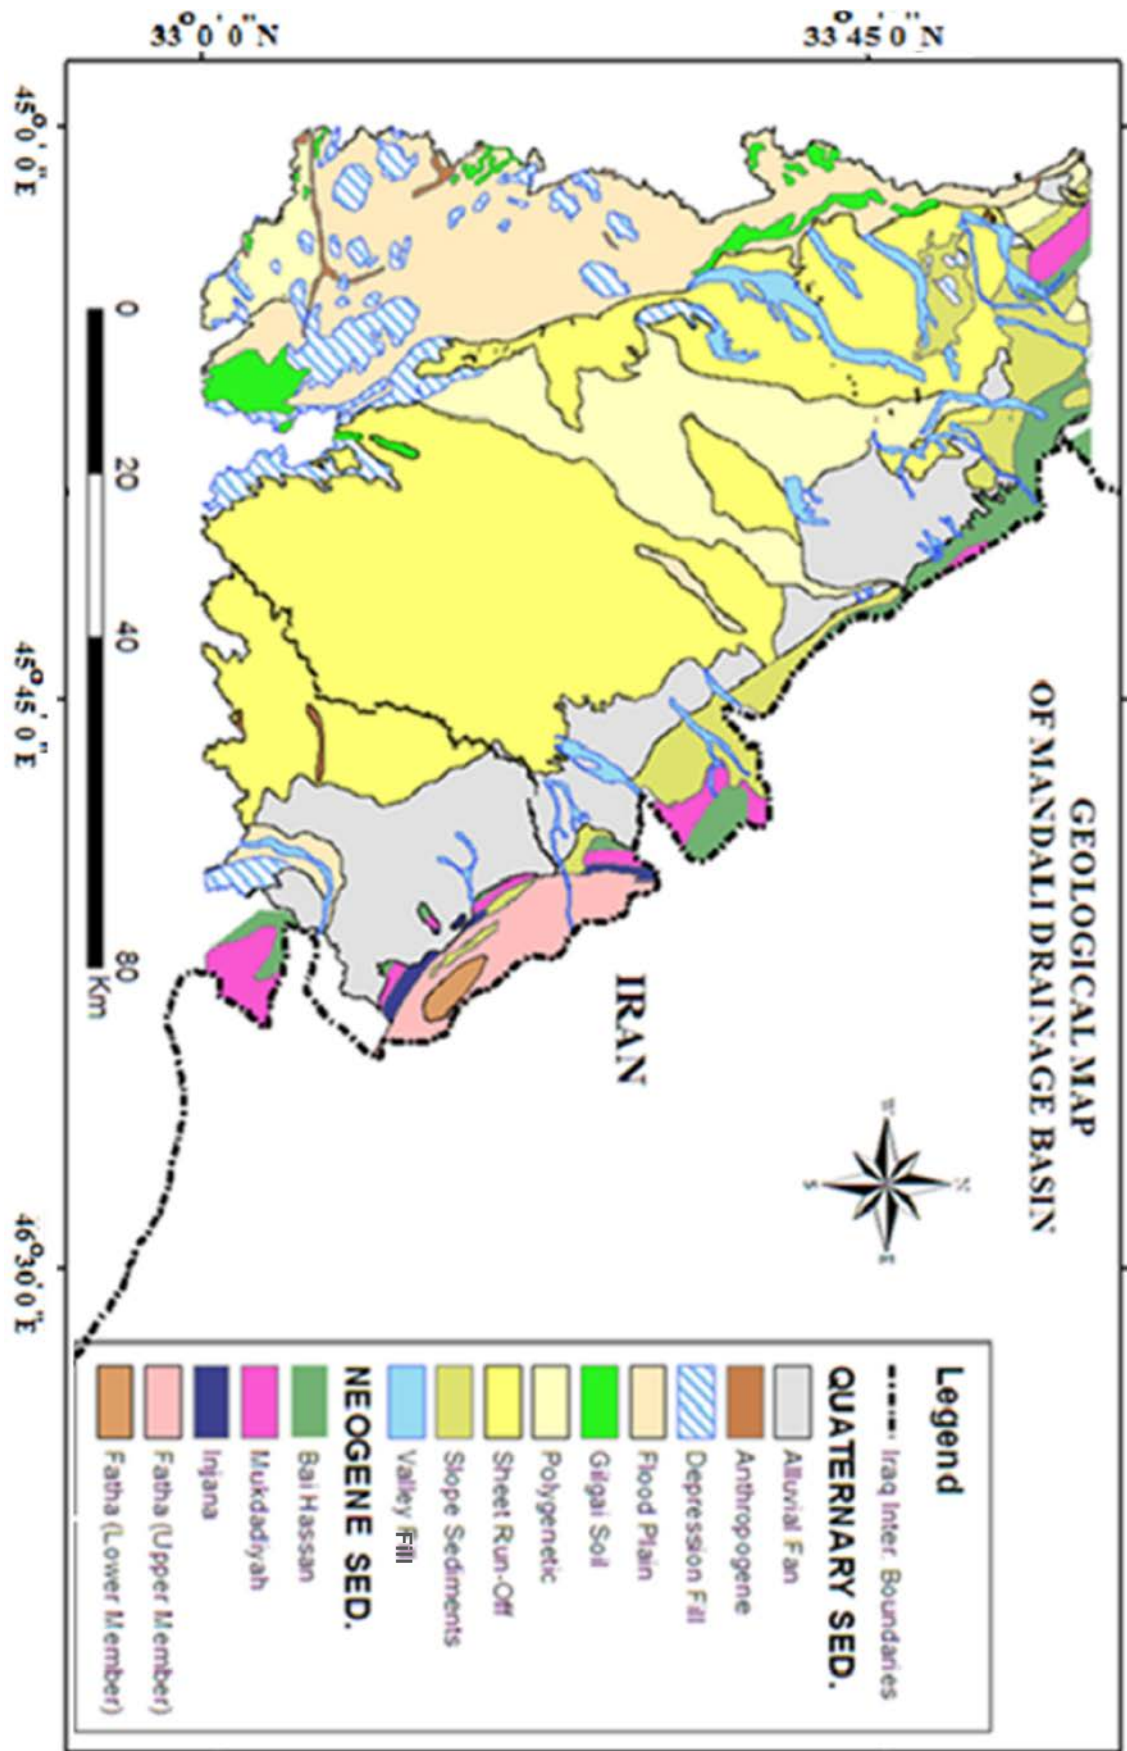 GEOLOGICAL MAP
OF MANDALI DRAINAGE BASIN
33°45'0"N
33°0'0"N
45°0'0"E
45°45'0"E
46°30'0"E
IRAN
N
W
E
S
0 20 40 80
Km
Legend
Iraq Inter. Boundaries
QUATERNARY SED.
Alluvial Fan
Anthropogene
Depression Fill
Flood Plain
Gilgai Soil
Polygenetic
Sheet Run-Off
Slope Sediments
Valley Fill
NEOGENE SED.
Bai Hassan
Mukdadiyah
Injana
Fatha (Upper Member)
Fatha (Lower Member)